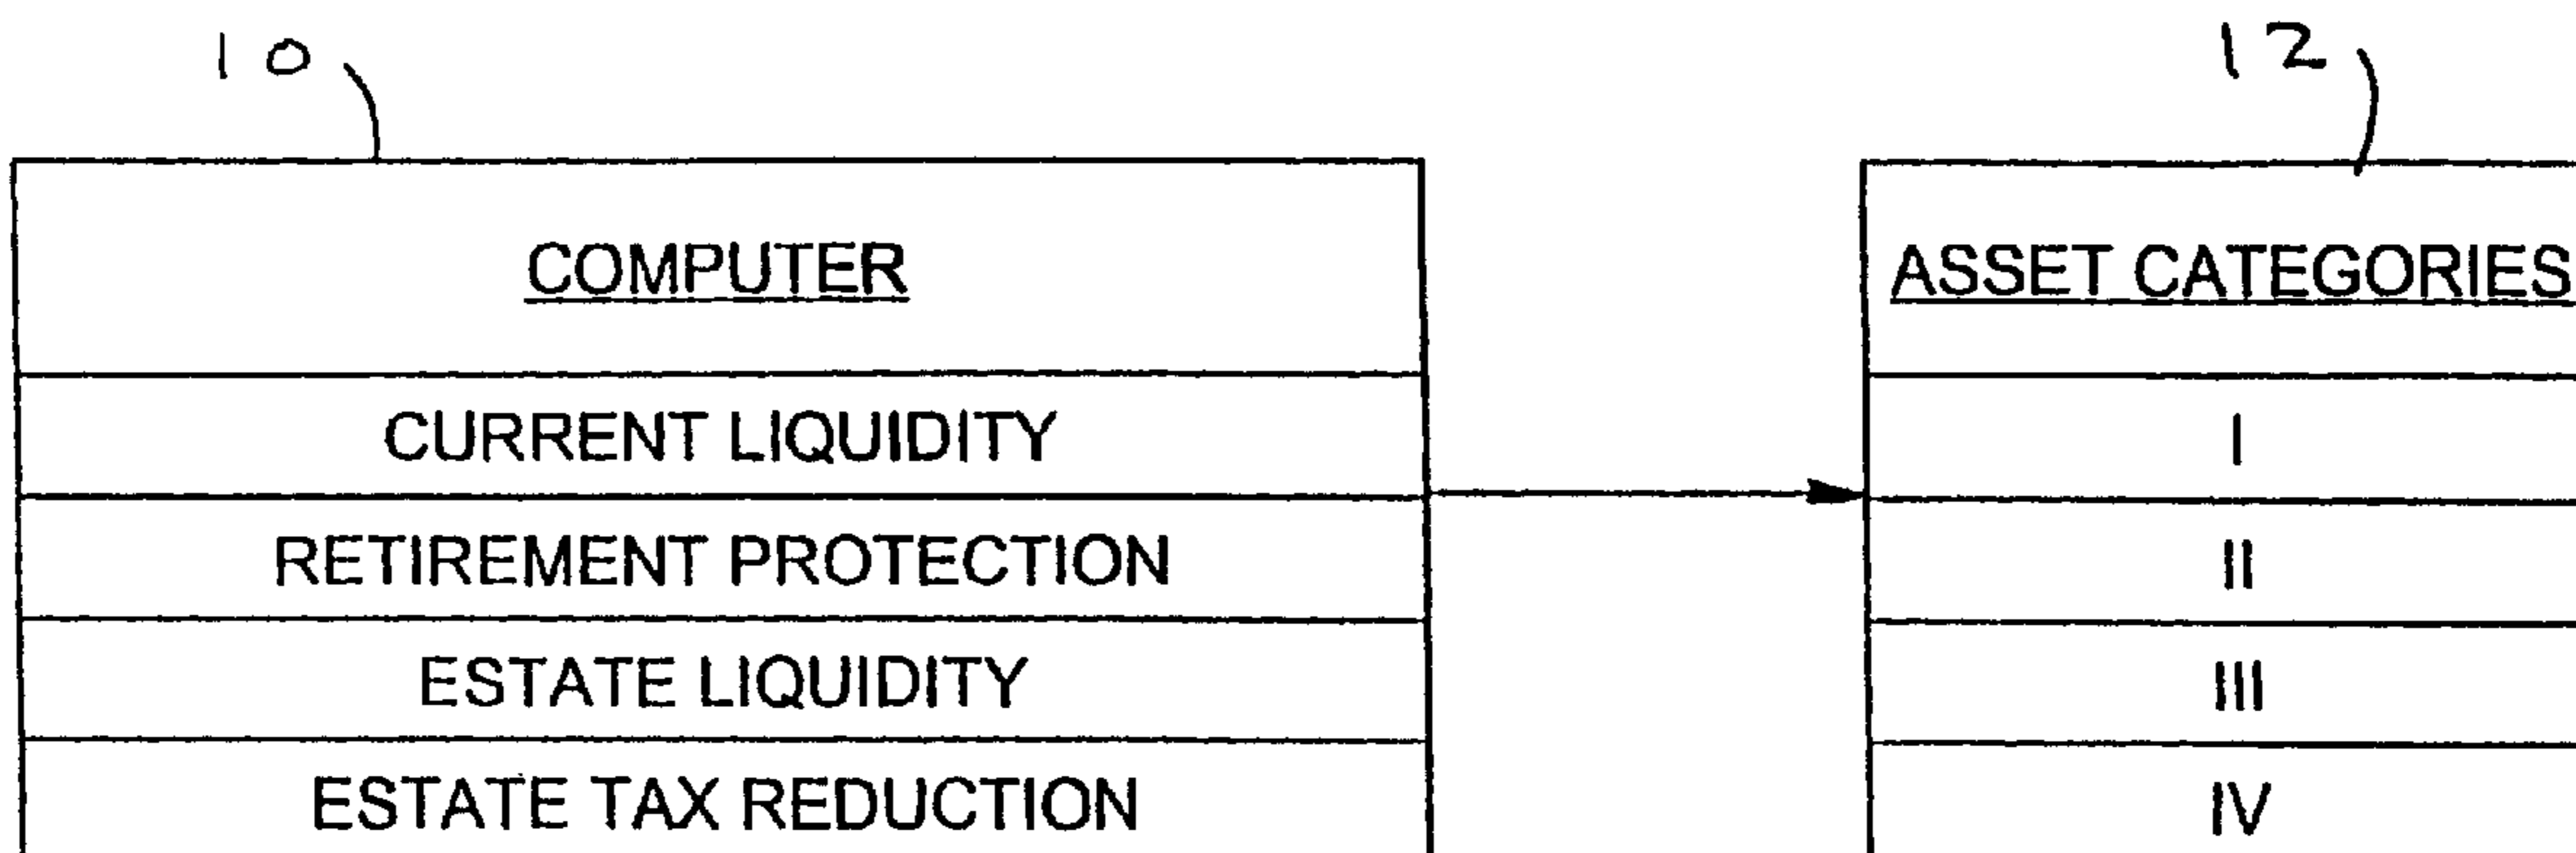 10
12
COMPUTER
ASSET CATEGORIES
CURRENT LIQUIDITY
I
RETIREMENT PROTECTION
II
ESTATE LIQUIDITY
III
ESTATE TAX REDUCTION
IV